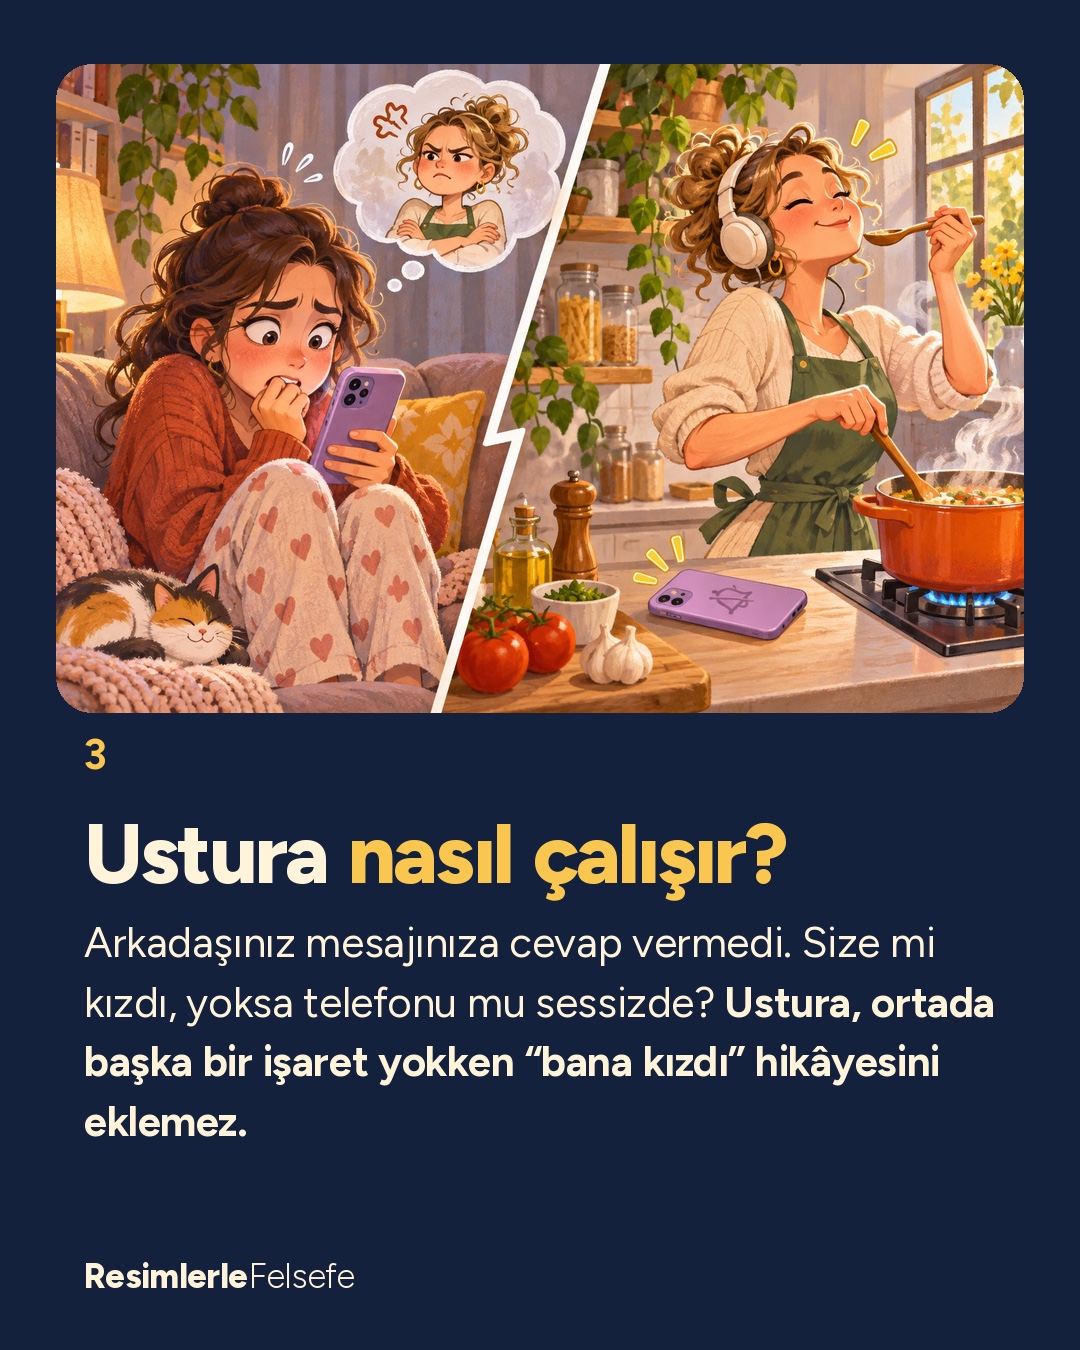 3
Ustura nasıl çalışır?
Arkadaşınız mesajınıza cevap vermedi. Size mi
kızdı, yoksa telefonu mu sessizde? Ustura, ortada
başka bir işaret yokken “bana kızdı” hikâyesini
eklemez.
ResimlerleFelsefe